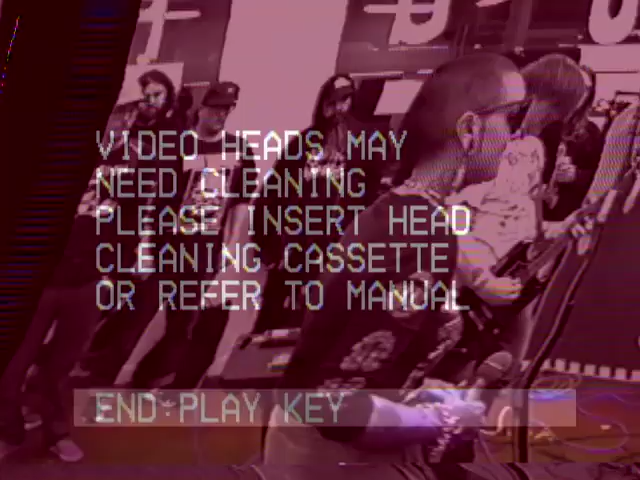 VIDEO HEADS MAY
NEED CLEANING
PLEASE INSERT HEAD
CLEANING CASSETTE
OR REFER TO MANUAL
END:PLAY KEY